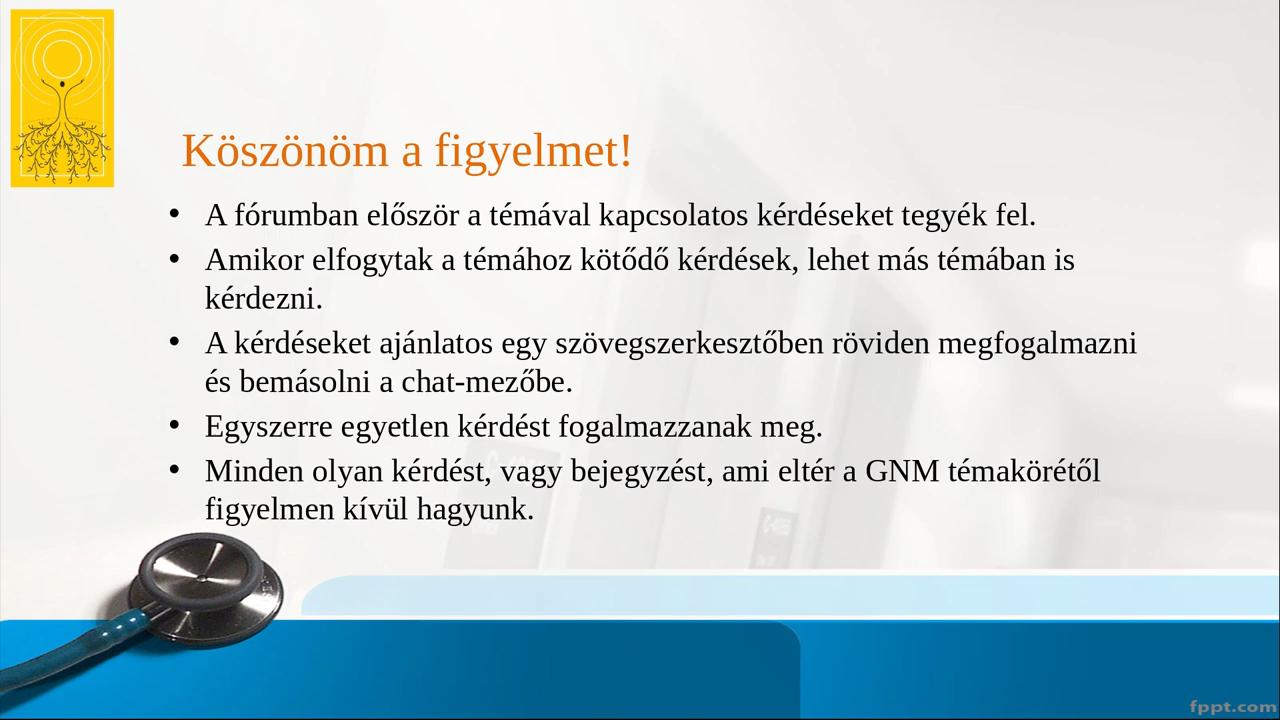 Köszönöm a figyelmet!
• A fórumban először a témával kapcsolatos kérdéseket tegyék fel.
• Amikor elfogytak a témához kötődő kérdések, lehet más témában is
kérdezni.
• A kérdéseket ajánlatos egy szövegszerkesztőben röviden megfogalmazni
és bemásolni a chat-mezőbe.
• Egyszerre egyetlen kérdést fogalmazzanak meg.
• Minden olyan kérdést, vagy bejegyzést, ami eltér a GNM témakörétől
figyelmen kívül hagyunk.
fppt.com